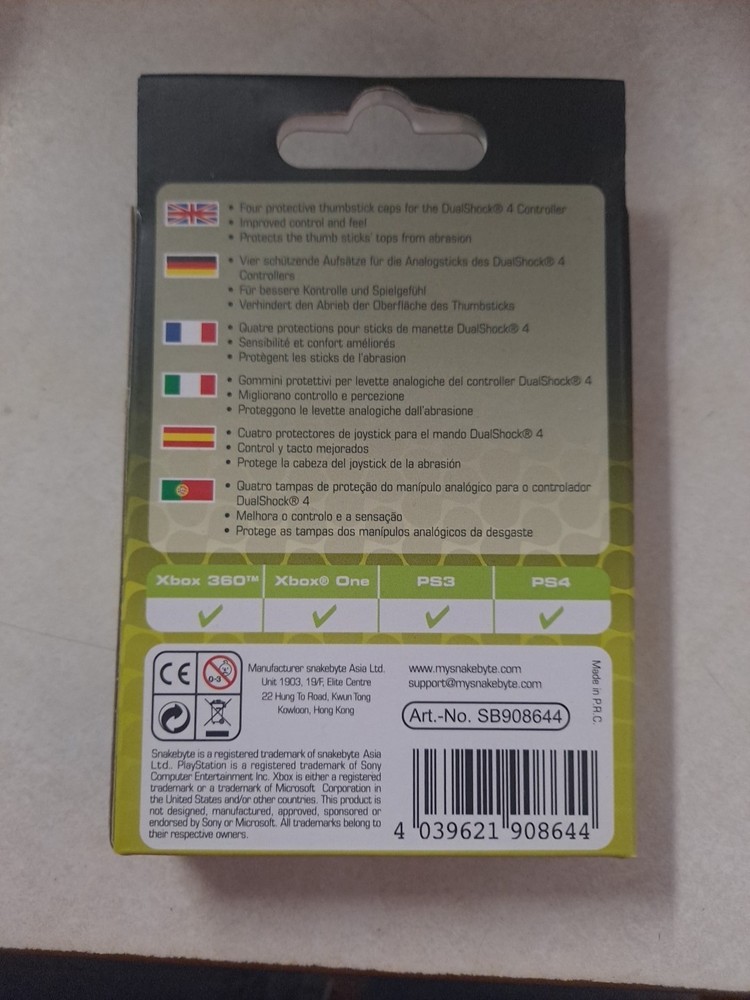 • Four protective thumbstick caps for the DualShock® 4 Controller
• Improved control and feel
• Protects the thumb sticks' tops from abrasion
• Vier schützende Aufsätze für die Analogsticks des DualShock® 4
Controllers
• Für bessere Kontrolle und Spielgefühl
• Verhindert den Abrieb der Oberfläche des Thumbsticks
• Quatre protections pour sticks de manette DualShock® 4
• Sensibilité et confort améliorés
• Protègent les sticks de l'abrasion
• Gommini protettivi per levette analogiche del controller DualShock® 4
• Migliorano controllo e percezione
• Proteggono le levette analogiche dall'abrasione
• Cuatro protectores de joystick para el mando DualShock® 4
• Control y tacto mejorados
• Protege la cabeza del joystick de la abrasión
• Quatro tampas de proteção do manípulo analógico para o controlador
DualShock® 4
• Melhora o controlo e a sensação
• Protege as tampas dos manípulos analógicos da desgaste
Xbox 360™ Xbox® One PS3 PS4
CE 0-3
Manufacturer snakebyte Asia Ltd.
Unit 1903, 19/F, Elite Centre
22 Hung To Road, Kwun Tong
Kowloon, Hong Kong
www.mysnakebyte.com
support@mysnakebyte.com
Art.-No. SB908644
Made in P.R.C.
Snakebyte is a registered trademark of snakebyte Asia
Ltd.. PlayStation is a registered trademark of Sony
Computer Entertainment Inc. Xbox is either a registered
trademark or a trademark of Microsoft Corporation in
the United States and/or other countries. This product is
not designed, manufactured, approved, sponsored or
endorsed by Sony or Microsoft. All trademarks belong to
their respective owners.
4 039621 908644